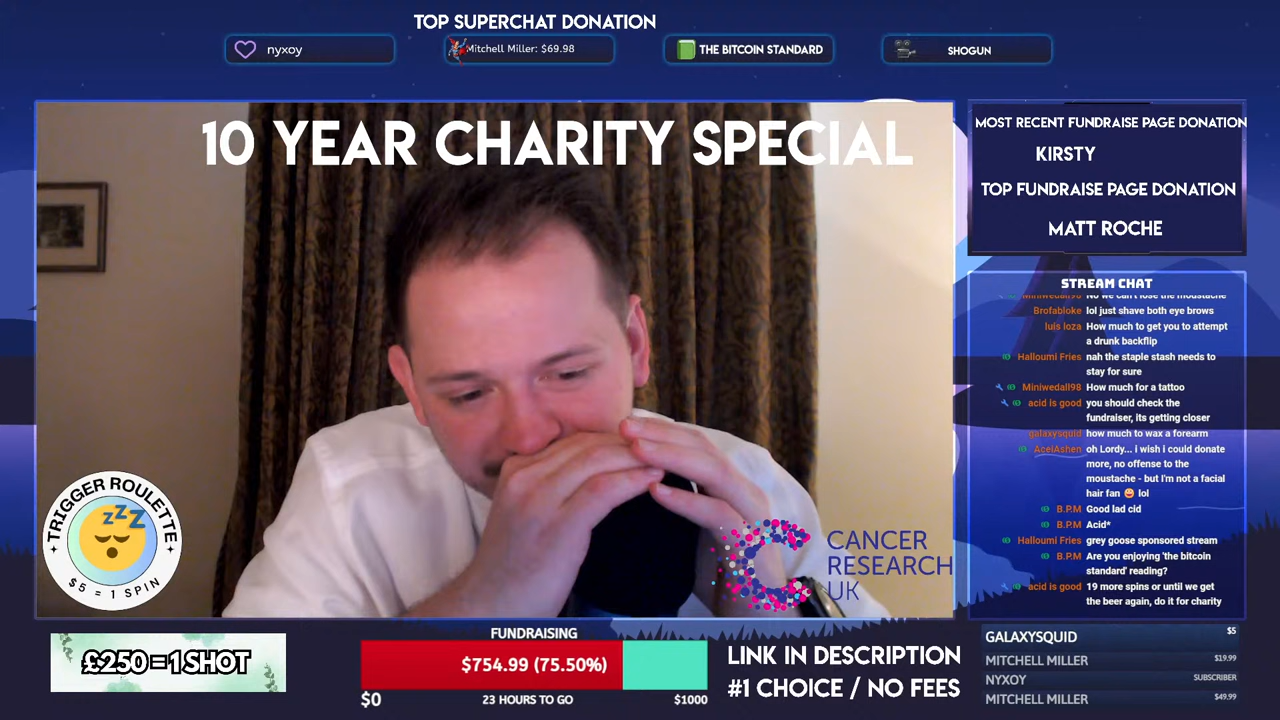 TOP SUPERCHAT DONATION
nyxoy
Mitchell Miller: $69.98
THE BITCOIN STANDARD
SHOGUN
10 YEAR CHARITY SPECIAL
MOST RECENT FUNDRAISE PAGE DONATION
KIRSTY
TOP FUNDRAISE PAGE DONATION
MATT ROCHE
STREAM CHAT
Miniwedall98 No we can't lose the moustache
Brofabloke lol just shave both eye brows
luis loza How much to get you to attempt
a drunk backflip
Halloumi Fries nah the staple stash needs to
stay for sure
Miniwedall98 How much for a tattoo
acid is good you should check the
fundraiser, its getting closer
galaxysquid how much to wax a forearm
AcelAshen oh Lordy... i wish i could donate
more, no offense to the
moustache - but I'm not a facial
hair fan 😀 lol
B.P.M Good lad cid
B.P.M Acid*
Halloumi Fries grey goose sponsored stream
B.P.M Are you enjoying 'the bitcoin
standard' reading?
acid is good 19 more spins or until we get
the beer again, do it for charity
TRIGGER ROULETTE
zzZ
$5 = 1 SPIN
CANCER
RESEARCH
UK
£250 = 1 SHOT
FUNDRAISING
$754.99 (75.50%)
$0
23 HOURS TO GO
$1000
LINK IN DESCRIPTION
#1 CHOICE / NO FEES
GALAXYSQUID $5
MITCHELL MILLER $19.99
NYXOY SUBSCRIBER
MITCHELL MILLER $49.99